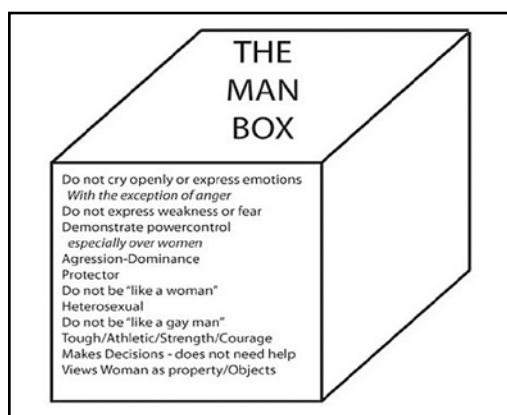 THE
MAN
BOX
Do not cry openly or express emotions
With the exception of anger
Do not express weakness or fear
Demonstrate powercontrol
especially over women
Agression-Dominance
Protector
Do not be “like a woman”
Heterosexual
Do not be “like a gay man”
Tough/Athletic/Strength/Courage
Makes Decisions - does not need help
Views Woman as property/Objects